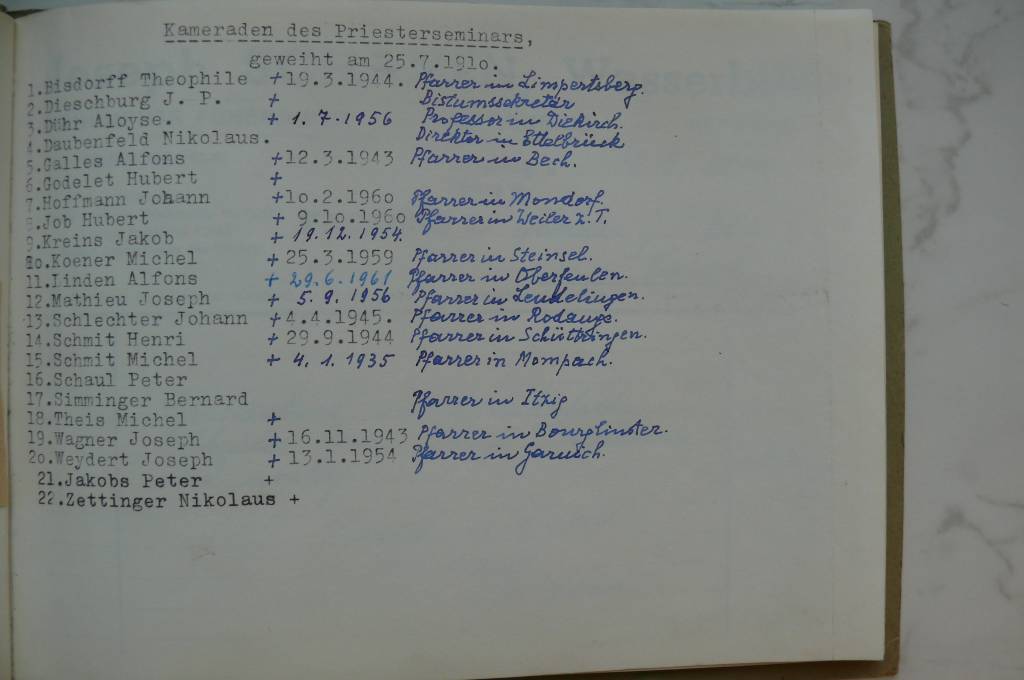 Kameraden des Priesterseminars,
geweiht am 25.7.1910.
1.Bisdorff Theophile +19.3.1944. Pfarrer in Limpertsberg.
2.Dieschburg J. P. + Bistumssekretär
3.Dühr Aloyse. + 1.7.1956 Professor in Diekirch.
4.Daubenfeld Nikolaus. Direktor in Ettelbrück
5.Galles Alfons +12.3.1943 Pfarrer in Bech.
6.Godelet Hubert +
7.Hoffmann Johann +10.2.1960 Pfarrer in Mondorf.
8.Job Hubert + 9.10.1960 Pfarrer in Weiler z. T.
9.Kreins Jakob + 19.12.1954.
10.Koener Michel +25.3.1959 Pfarrer in Steinsel.
11.Linden Alfons + 29.6.1961 Pfarrer in Oberfeulen.
12.Mathieu Joseph + 5.9.1956 Pfarrer in Leudelingen.
13.Schlechter Johann +4.4.1945. Pfarrer in Rodange.
14.Schmit Henri +29.9.1944 Pfarrer in Schüttringen.
15.Schmit Michel + 4.1.1935 Pfarrer in Mompach.
16.Schaul Peter
17.Simminger Bernard Pfarrer in Itzig
18.Theis Michel +
19.Wagner Joseph +16.11.1943 Pfarrer in Bourglinster.
20.Weydert Joseph +13.1.1954 Pfarrer in Garnich.
21.Jakobs Peter +
22.Zettinger Nikolaus +